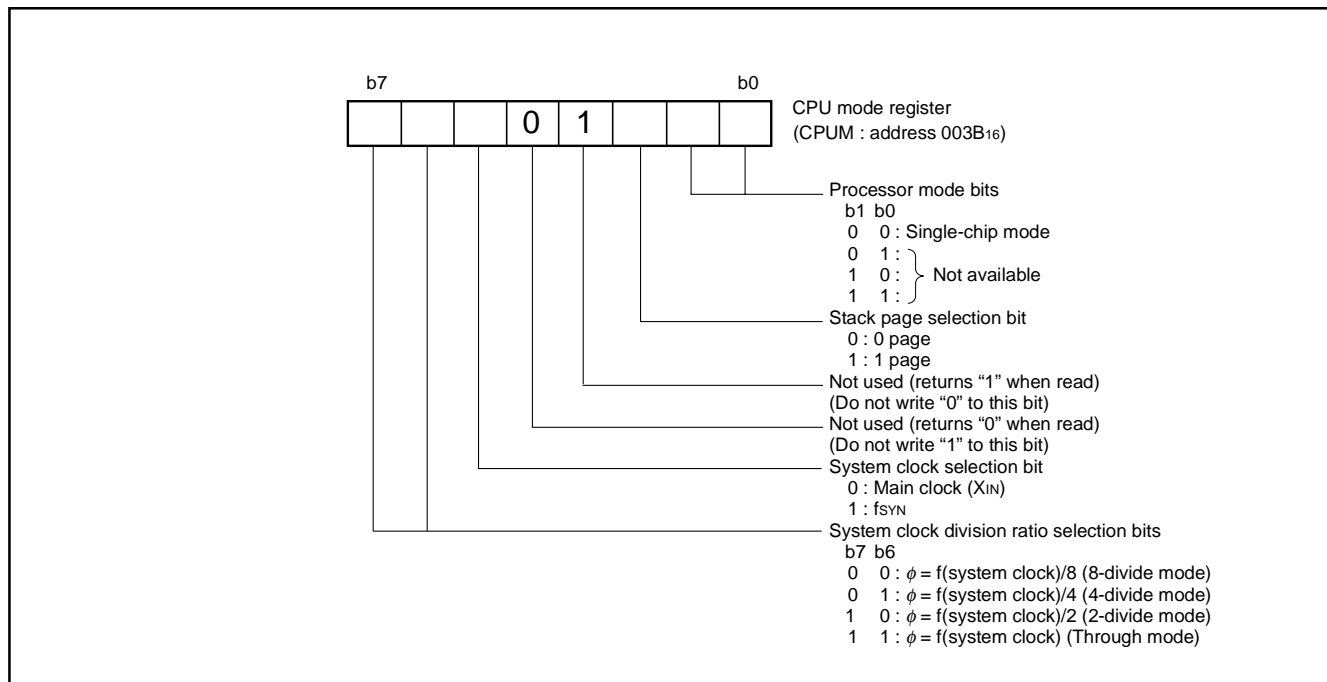 b7 b0
0 1
CPU mode register
(CPUM : address 003B16)
Processor mode bits
b1 b0
0 0 : Single-chip mode
0 1 :
1 0 : Not available
1 1 :
Stack page selection bit
0 : 0 page
1 : 1 page
Not used (returns “1” when read)
(Do not write “0” to this bit)
Not used (returns “0” when read)
(Do not write “1” to this bit)
System clock selection bit
0 : Main clock (XIN)
1 : fSYN
System clock division ratio selection bits
b7 b6
0 0 : ϕ = f(system clock)/8 (8-divide mode)
0 1 : ϕ = f(system clock)/4 (4-divide mode)
1 0 : ϕ = f(system clock)/2 (2-divide mode)
1 1 : ϕ = f(system clock) (Through mode)